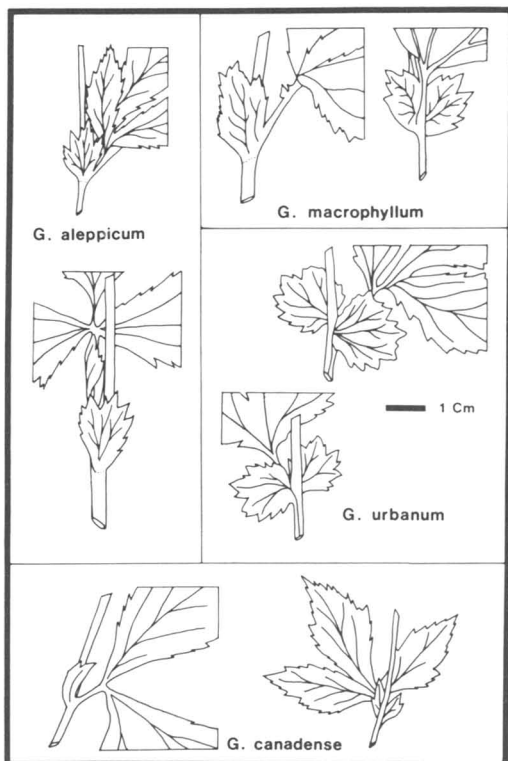 G. aleppicum
G. macrophyllum
1 Cm
G. urbanum
G. canadense